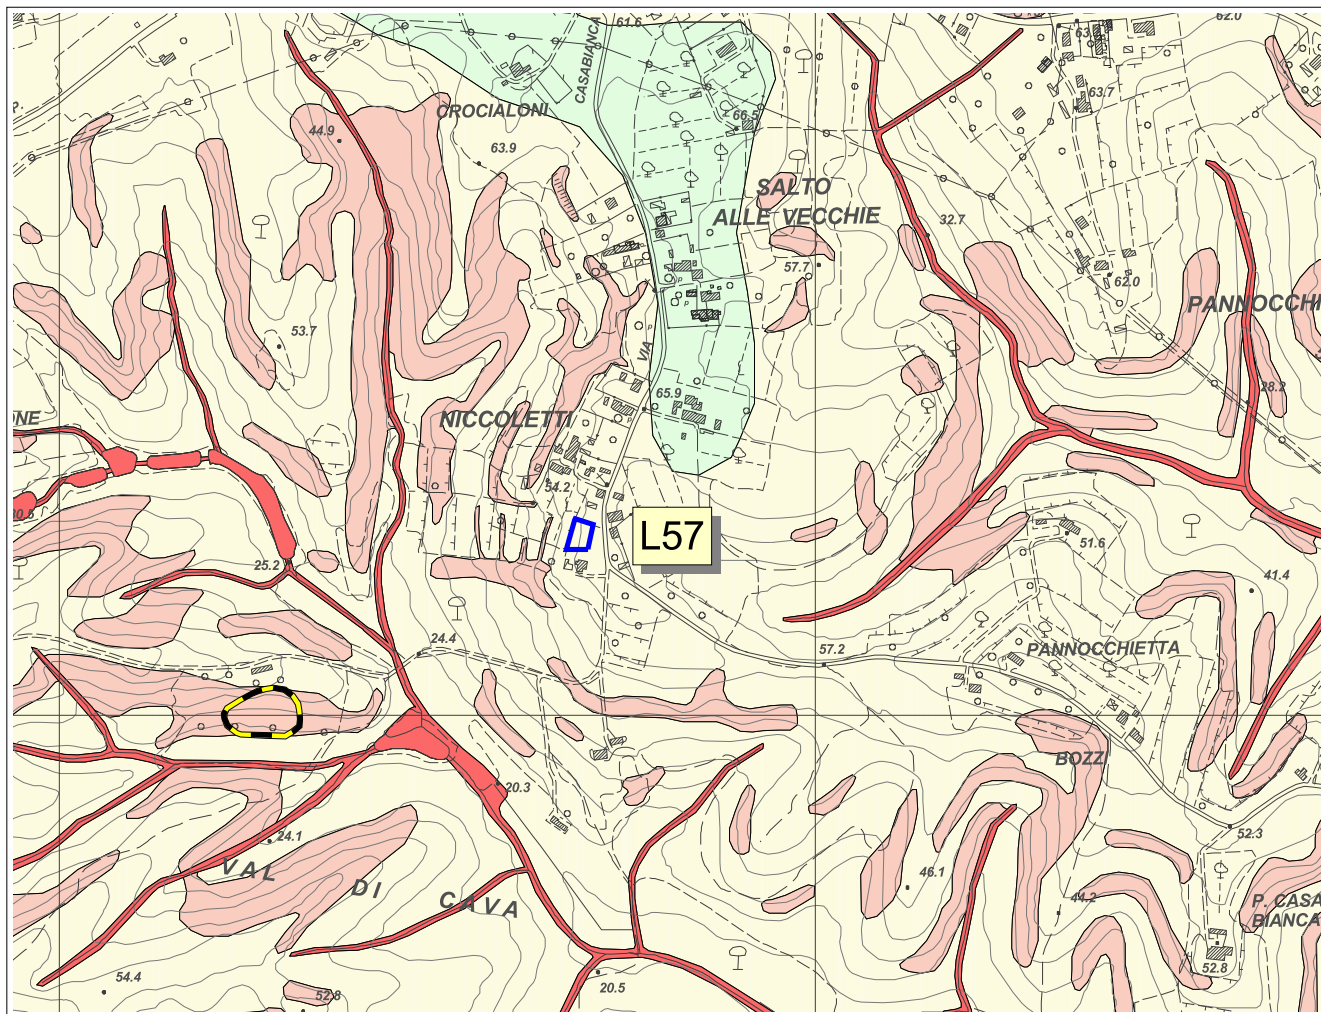 61.6
62.0
63
CASABIANCA
CROCIALONI
63.7
66.5
44.9
63.9
SALTO
ALLE VECCHIE
32.7
57.7
62.0
PANNOCCHI
53.7
VIA
65.9
28.2
NICCOLETTI
ONE
54.2
30.5
L57
51.6
25.2
41.4
24.4
57.2
PANNOCCHIETTA
BOZZI
20.3
24.1
52.3
VAL DI CAVA
46.1
44.2
P. CASA
BIANCA
54.4
52.8
20.5
52.8